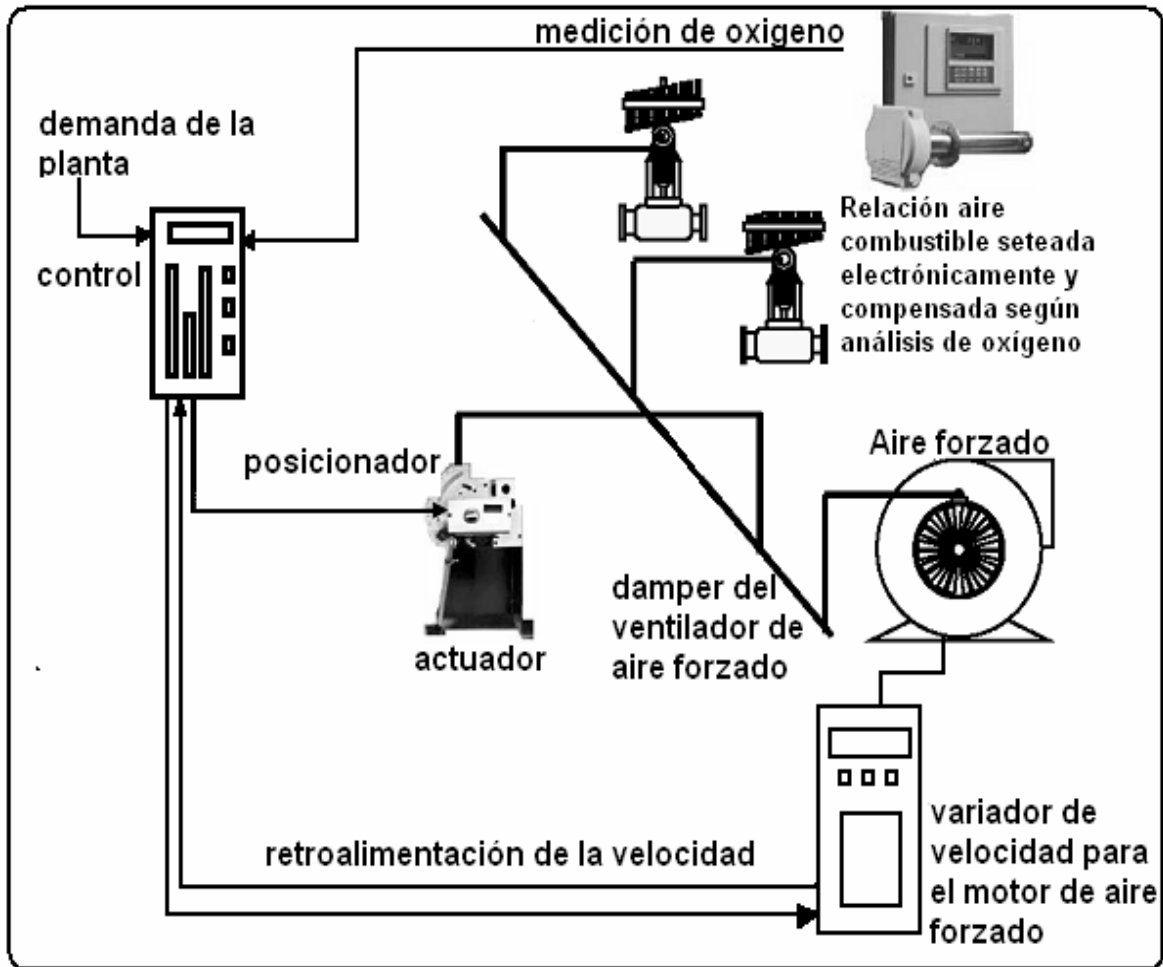 medición de oxigeno
demanda de la
planta
control
Relación aire
combustible seteada
electrónicamente y
compensada según
análisis de oxígeno
posicionador
Aire forzado
actuador
damper del
ventilador de
aire forzado
retroalimentación de la velocidad
variador de
velocidad para
el motor de aire
forzado